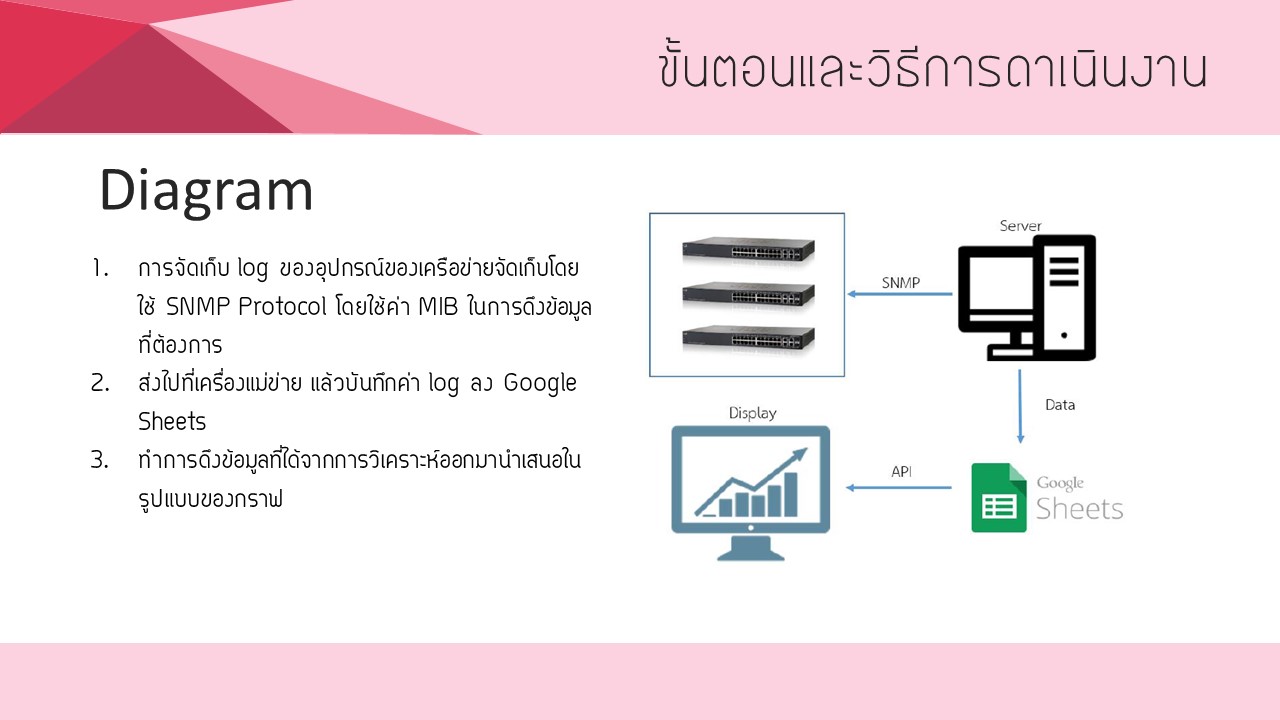 ขั้นตอนและวิธีการดาเนินงาน
Diagram
1. การจัดเก็บ log ของอุปกรณ์ของเครือข่ายจัดเก็บโดย
ใช้ SNMP Protocol โดยใช้ค่า MIB ในการดึงข้อมูล
ที่ต้องการ
2. ส่งไปที่เครื่องแม่ข่าย แล้วบันทึกค่า log ลง Google
Sheets
3. ทำการดึงข้อมูลที่ได้จากการวิเคราะห์ออกมานำเสนอใน
รูปแบบของกราฟ
Server
SNMP
Data
Display
API
Google
Sheets